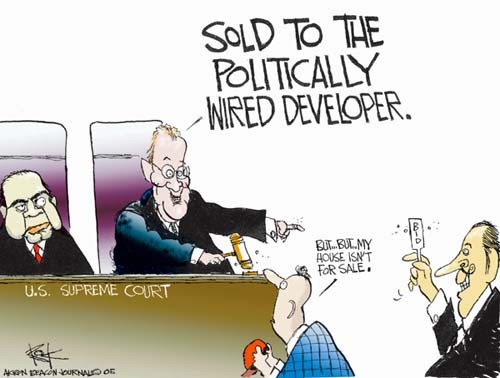 SOLD TO THE
POLITICALLY
WIRED DEVELOPER.
BUT...BUT...MY
HOUSE ISN'T
FOR SALE.
BID
U.S. SUPREME COURT
AKRON BEACON-JOURNAL © 05